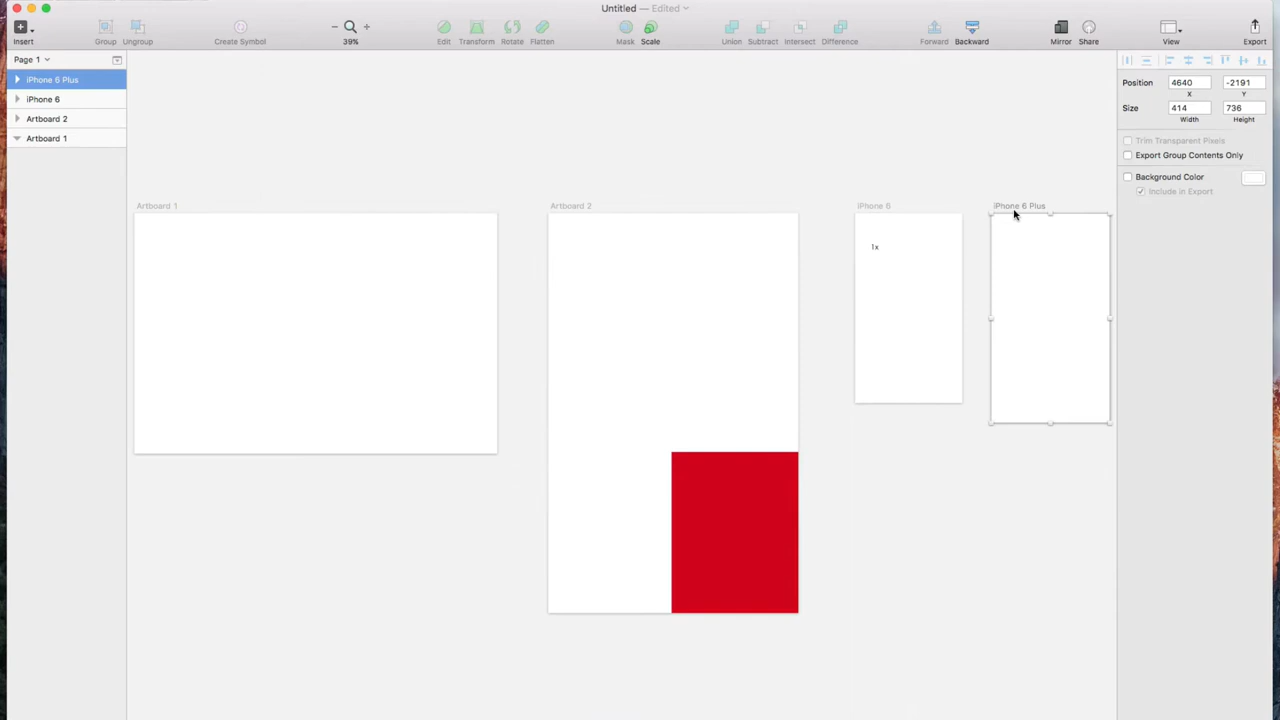 Untitled — Edited
Insert
Group
Ungroup
Create Symbol
39%
Edit
Transform
Rotate
Flatten
Mask
Scale
Union
Subtract
Intersect
Difference
Forward
Backward
Mirror
Share
View
Export
Page 1
iPhone 6 Plus
iPhone 6
Artboard 2
Artboard 1
Artboard 1
Artboard 2
iPhone 6
iPhone 6 Plus
1x
Position
4640
-2191
X
Y
Size
414
736
Width
Height
Trim Transparent Pixels
Export Group Contents Only
Background Color
Include in Export